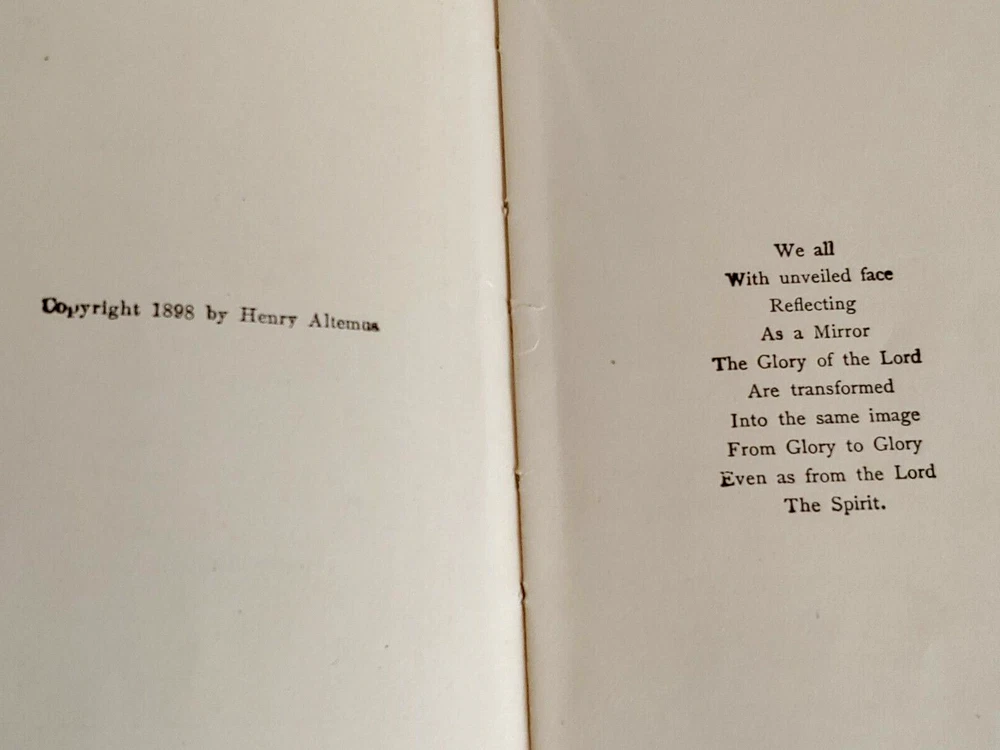 Copyright 1898 by Henry Altemus
We all
With unveiled face
Reflecting
As a Mirror
The Glory of the Lord
Are transformed
Into the same image
From Glory to Glory
Even as from the Lord
The Spirit.